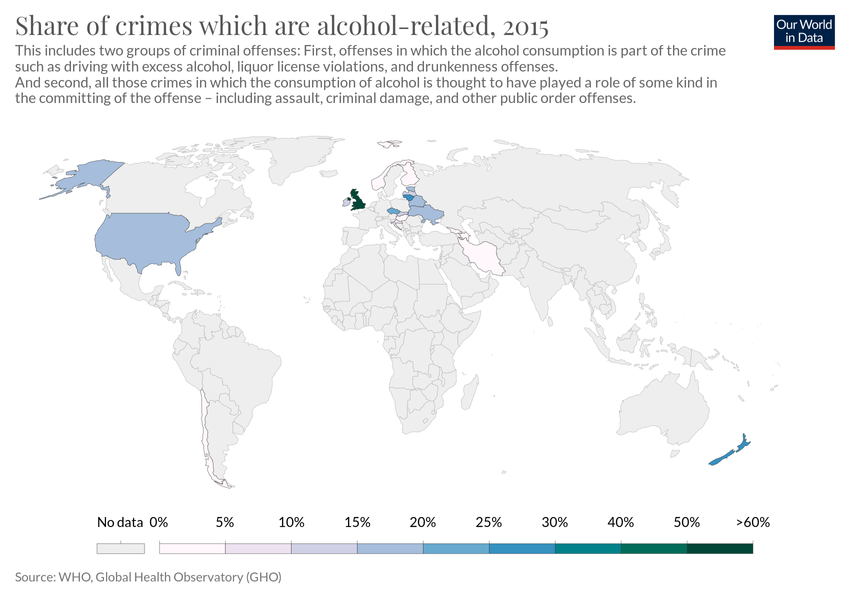 Share of crimes which are alcohol-related, 2015
Our World
in Data
This includes two groups of criminal offenses: First, offenses in which the alcohol consumption is part of the crime
such as driving with excess alcohol, liquor license violations, and drunkenness offenses.
And second, all those crimes in which the consumption of alcohol is thought to have played a role of some kind in
the committing of the offense – including assault, criminal damage, and other public order offenses.
No data 0% 5% 10% 15% 20% 25% 30% 40% 50% >60%
Source: WHO, Global Health Observatory (GHO)